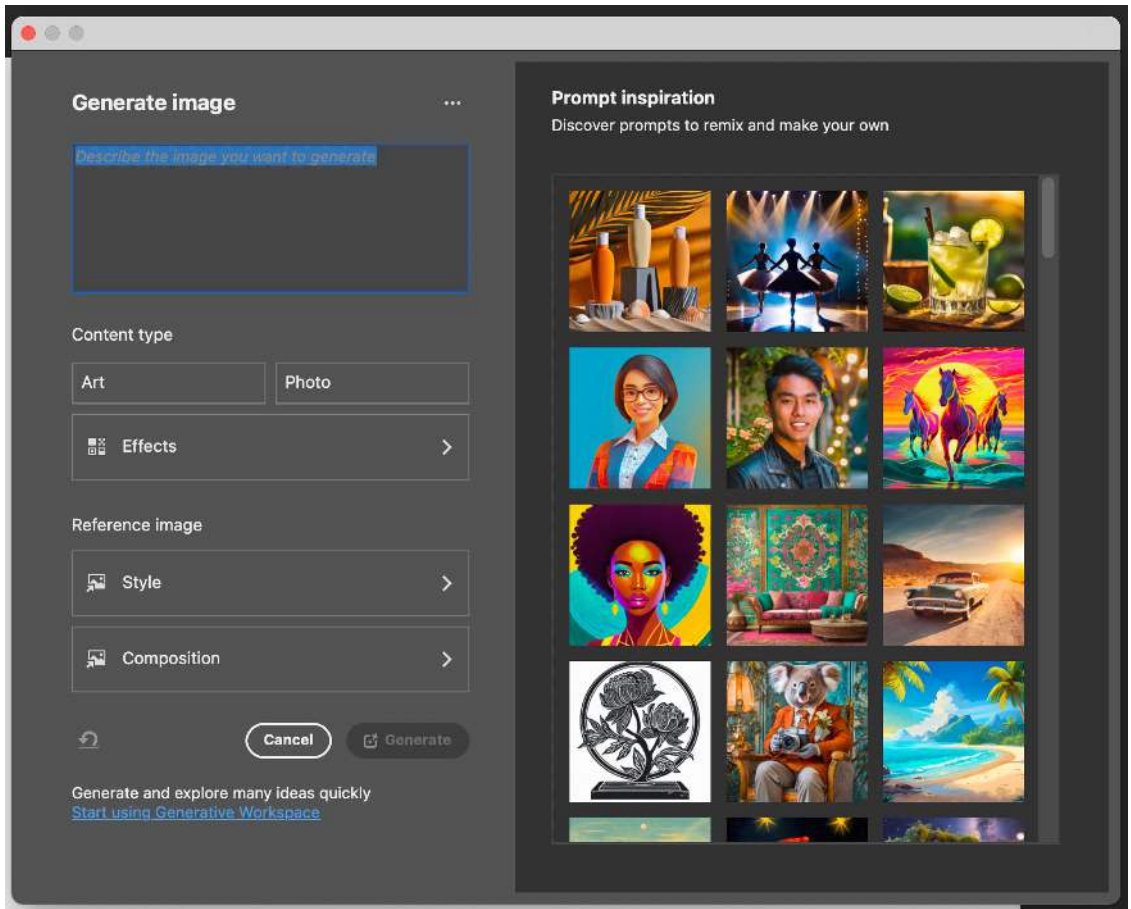 Generate image
Describe the image you want to generate
Content type
Art
Photo
Effects
Reference image
Style
Composition
Cancel
Generate
Generate and explore many ideas quickly
Start using Generative Workspace
Prompt inspiration
Discover prompts to remix and make your own